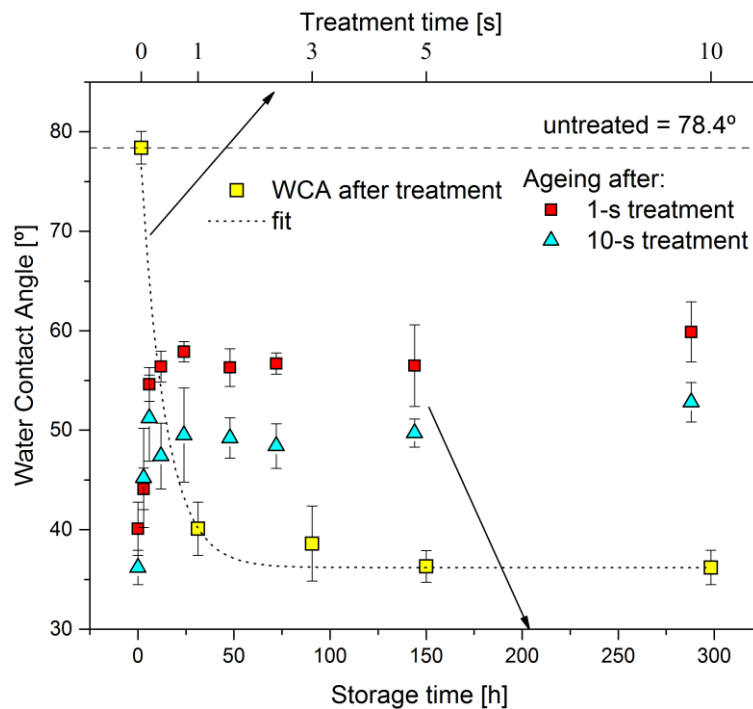 Treatment time [s]
0 1 3 5 10
80
70
60
50
40
30
Water Contact Angle [º]
untreated = 78.4º
WCA after treatment
fit
Ageing after:
1-s treatment
10-s treatment
0 50 100 150 200 250 300
Storage time [h]